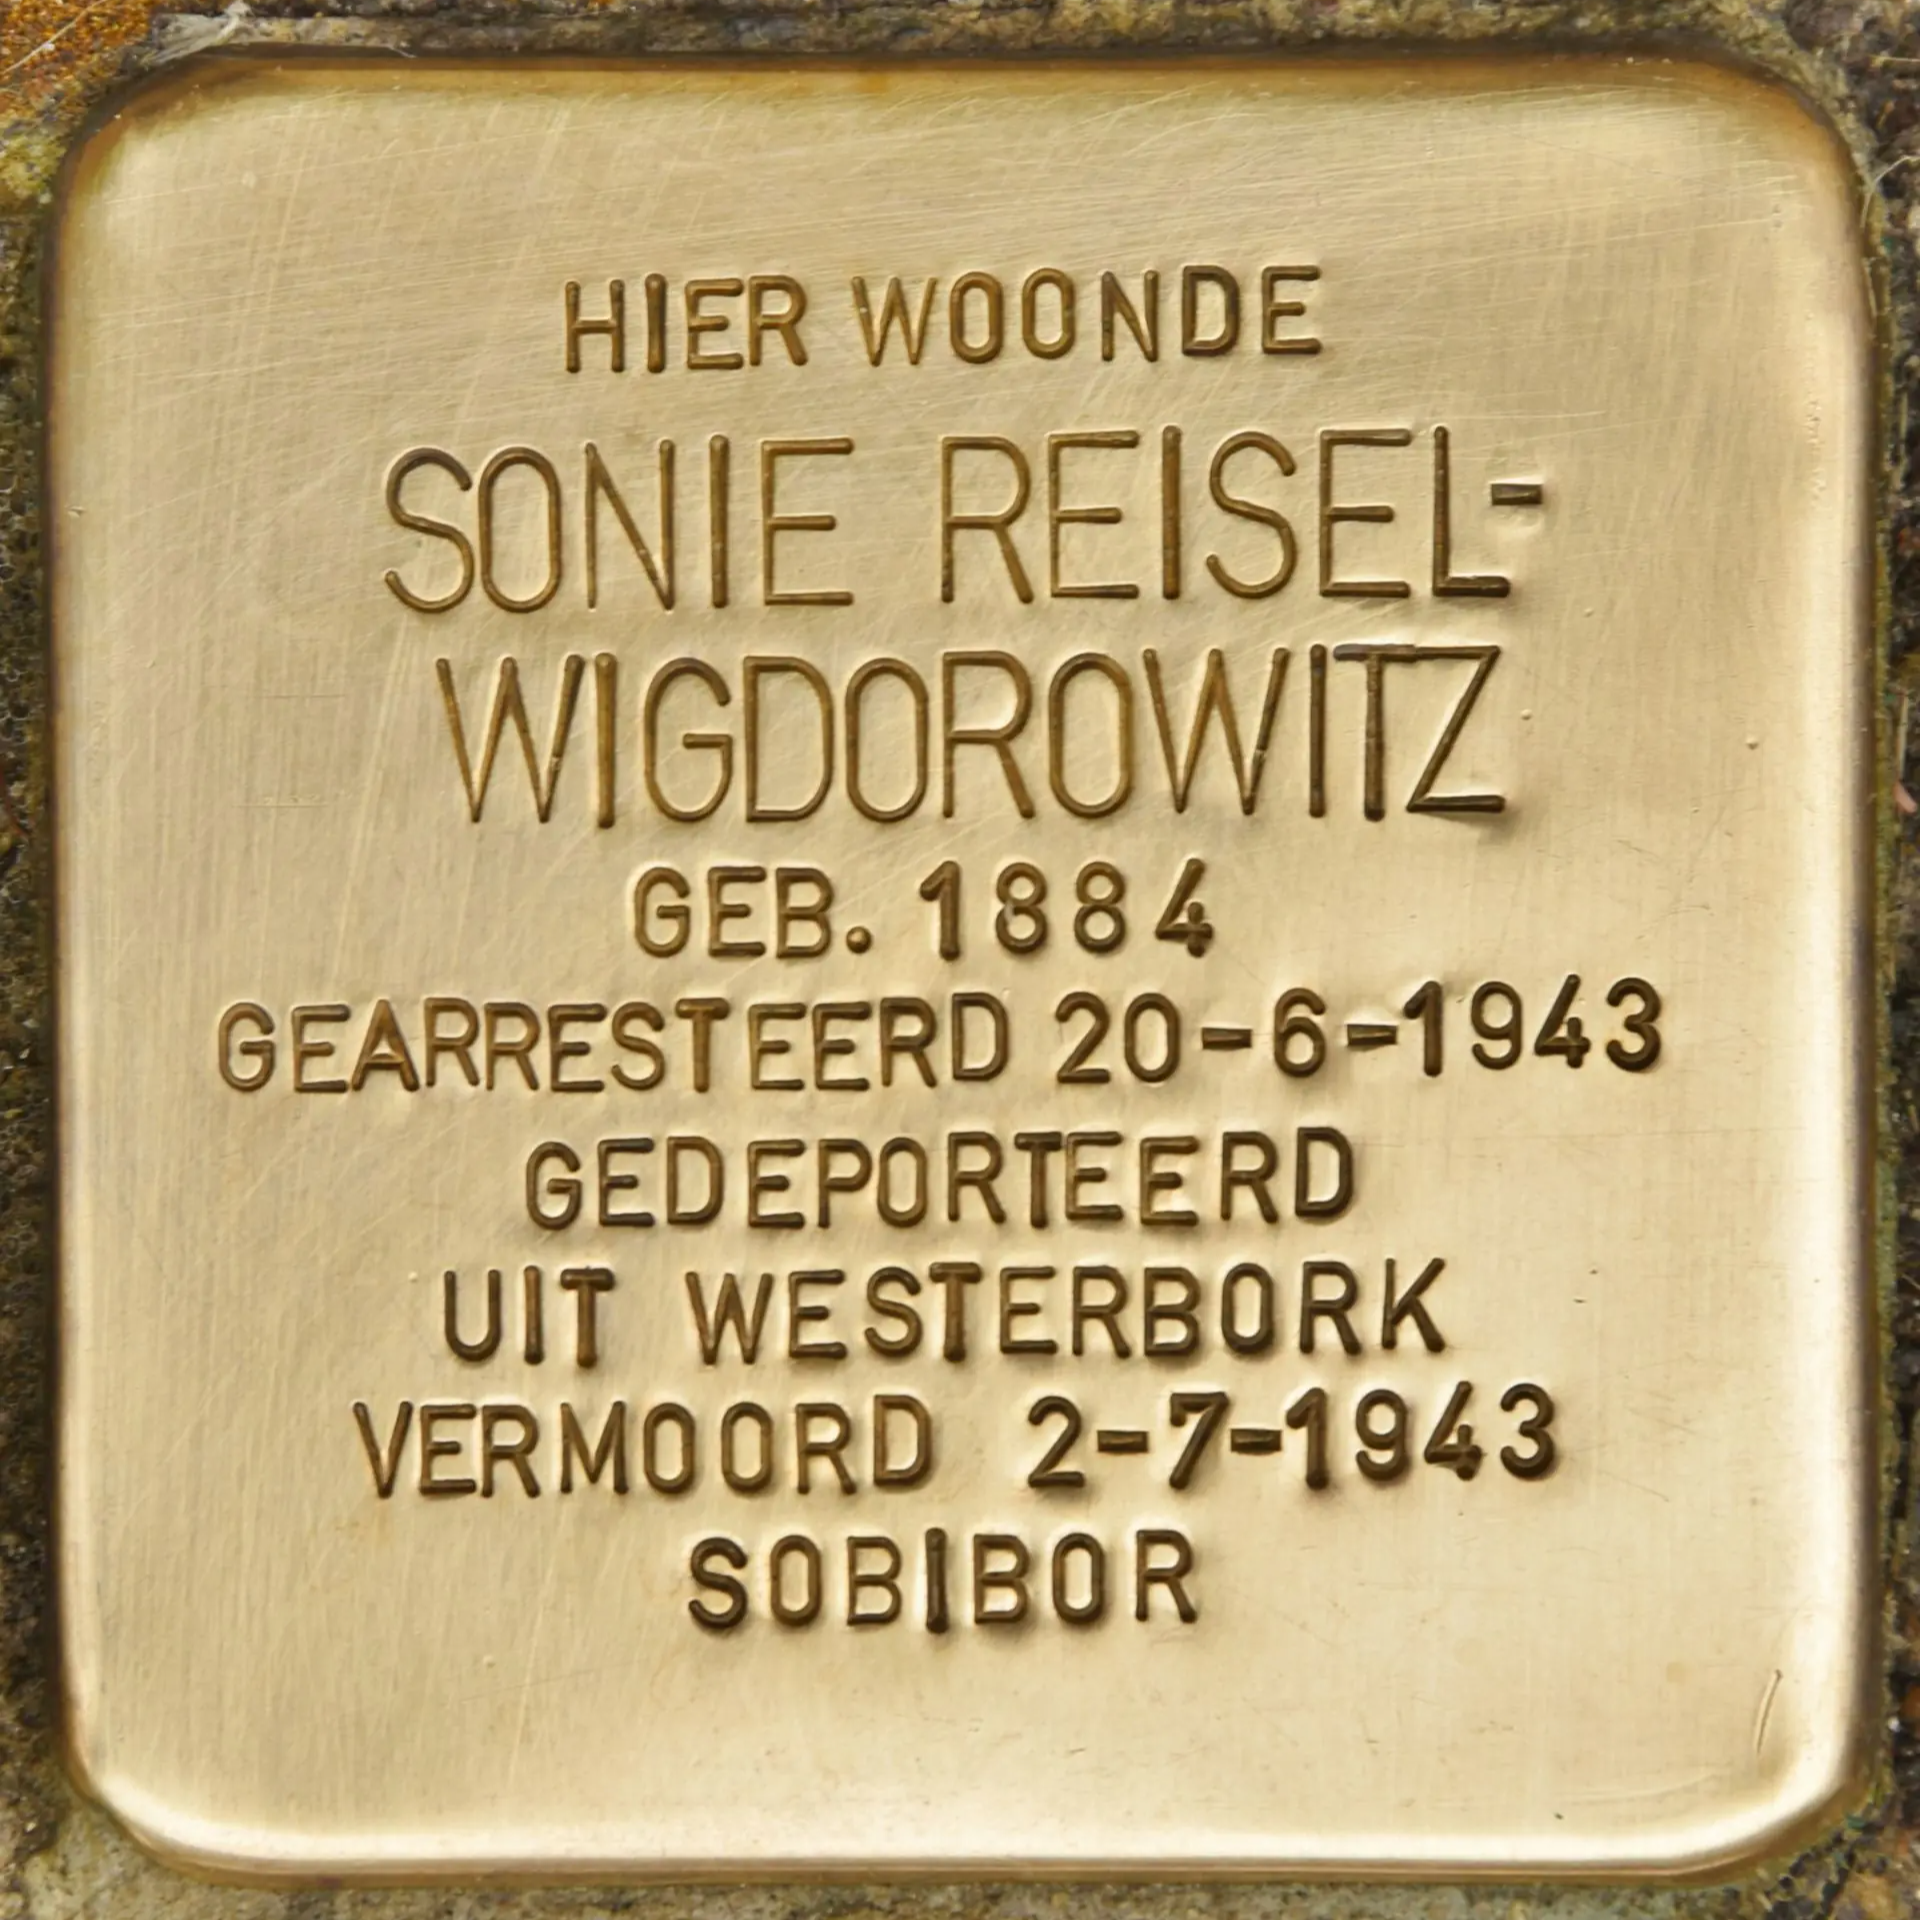 HIER WOONDE
SONIE REISEL-
WIGDOROWITZ
GEB. 1884
GEARRESTEERD 20-6-1943
GEDEPORTEERD
UIT WESTERBORK
VERMOORD 2-7-1943
SOBIBOR